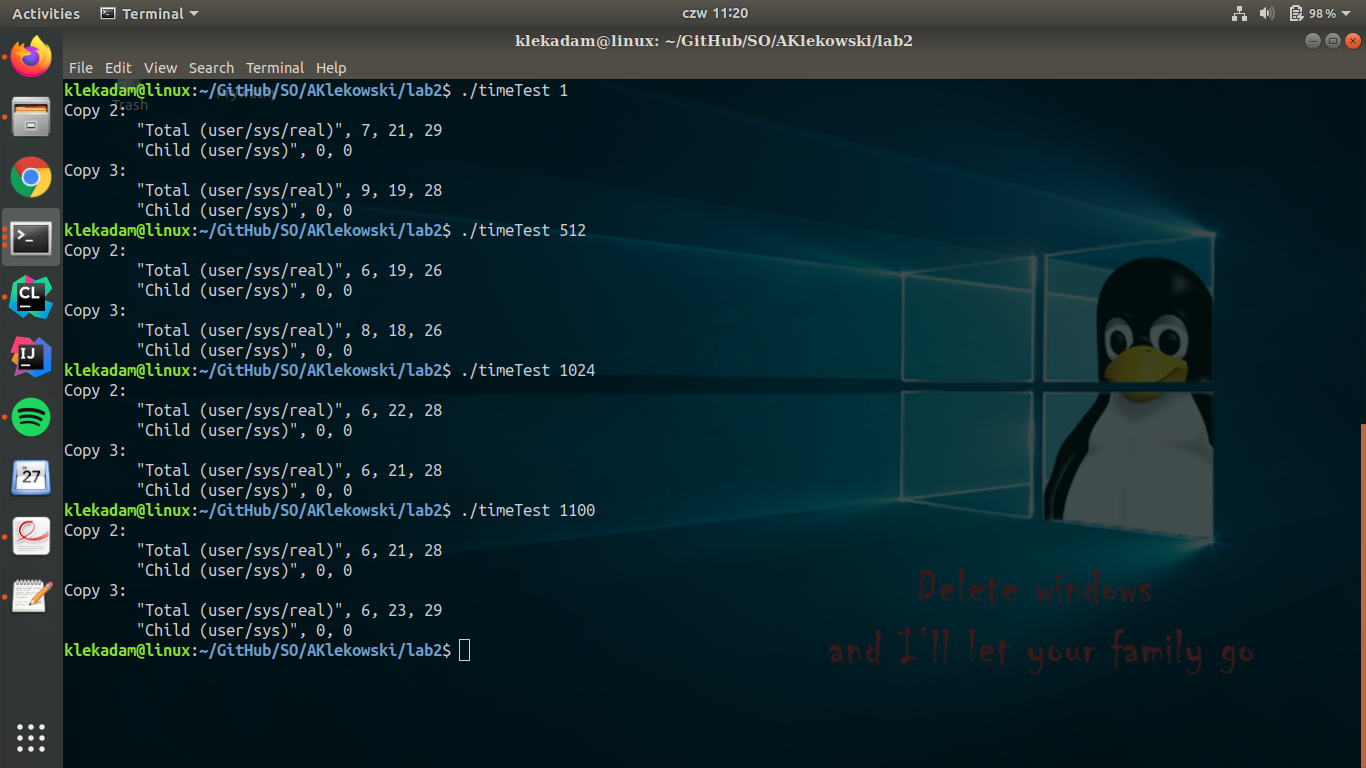 Activities Terminal czw 11:20 98%
klekadam@linux: ~/GitHub/SO/AKlekowski/lab2
File Edit View Search Terminal Help
klekadam@linux:~/GitHub/SO/AKlekowski/lab2$ ./timeTest 1
Trash
Copy 2:
"Total (user/sys/real)", 7, 21, 29
"Child (user/sys)", 0, 0
Copy 3:
"Total (user/sys/real)", 9, 19, 28
"Child (user/sys)", 0, 0
klekadam@linux:~/GitHub/SO/AKlekowski/lab2$ ./timeTest 512
Copy 2:
"Total (user/sys/real)", 6, 19, 26
"Child (user/sys)", 0, 0
Copy 3:
"Total (user/sys/real)", 8, 18, 26
"Child (user/sys)", 0, 0
klekadam@linux:~/GitHub/SO/AKlekowski/lab2$ ./timeTest 1024
Copy 2:
"Total (user/sys/real)", 6, 22, 28
"Child (user/sys)", 0, 0
Copy 3:
"Total (user/sys/real)", 6, 21, 28
"Child (user/sys)", 0, 0
klekadam@linux:~/GitHub/SO/AKlekowski/lab2$ ./timeTest 1100
Copy 2:
"Total (user/sys/real)", 6, 21, 28
"Child (user/sys)", 0, 0
Copy 3:
"Total (user/sys/real)", 6, 23, 29
"Child (user/sys)", 0, 0
klekadam@linux:~/GitHub/SO/AKlekowski/lab2$
CL
IJ
27
Delete windows
and I'll let your family go